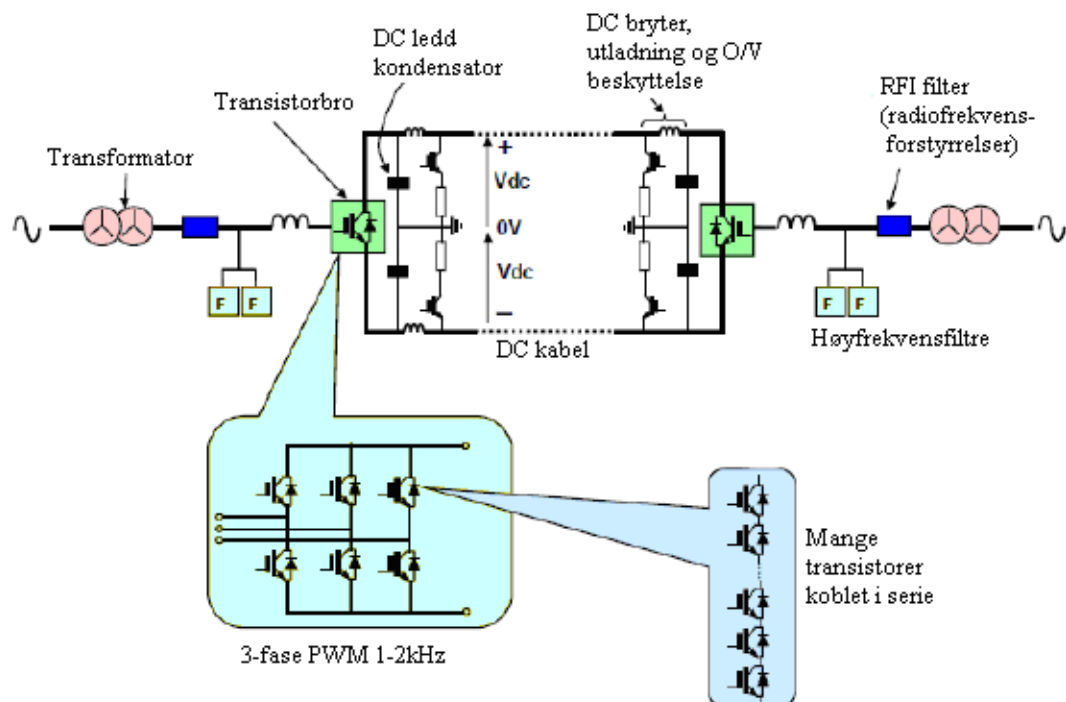 DC ledd
kondensator
DC bryter,
utladning og O/V
beskyttelse
RFI filter
(radiofrekvens-
forstyrrelser)
Transistorbro
Transformator
+
Vdc
0V
Vdc
–
F F
F F
DC kabel
Høyfrekvensfiltre
3-fase PWM 1-2kHz
Mange
transistorer
koblet i serie